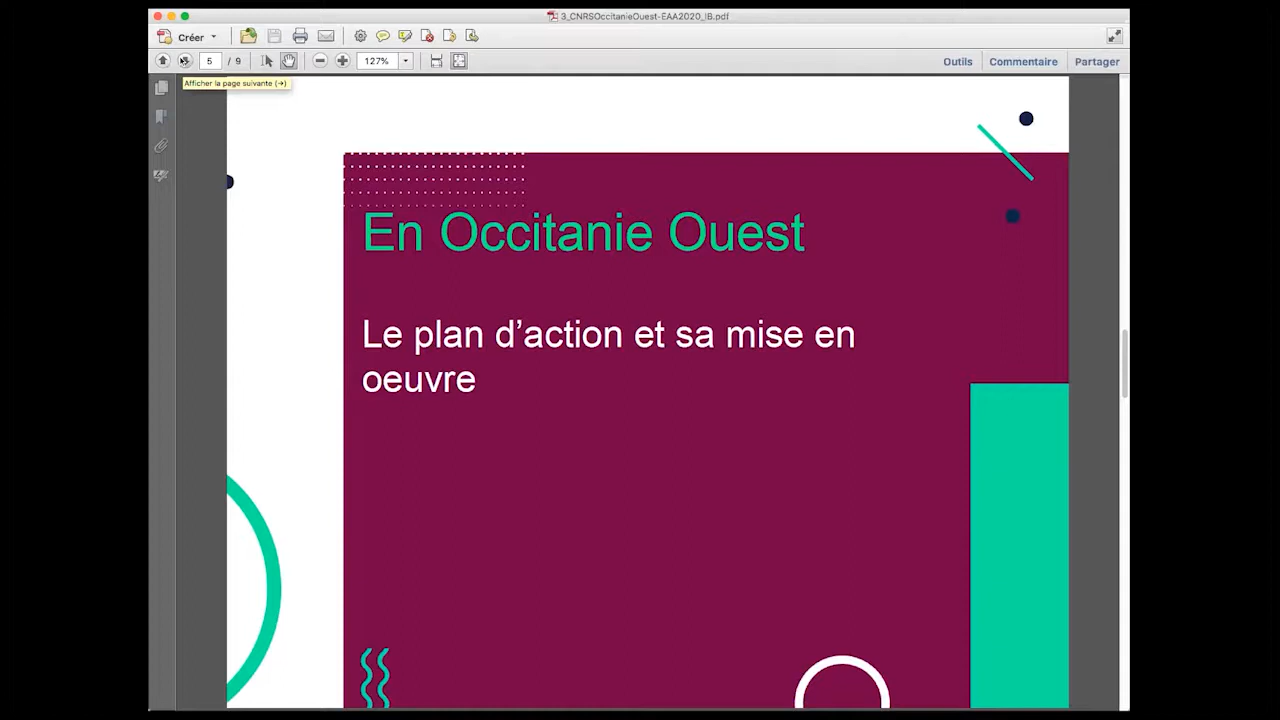 3_CNRSOccitanieOuest-EAA2020_IB.pdf
Créer
5 / 9
127%
Outils Commentaire Partager
Afficher la page suivante (→)
En Occitanie Ouest
Le plan d’action et sa mise en
oeuvre